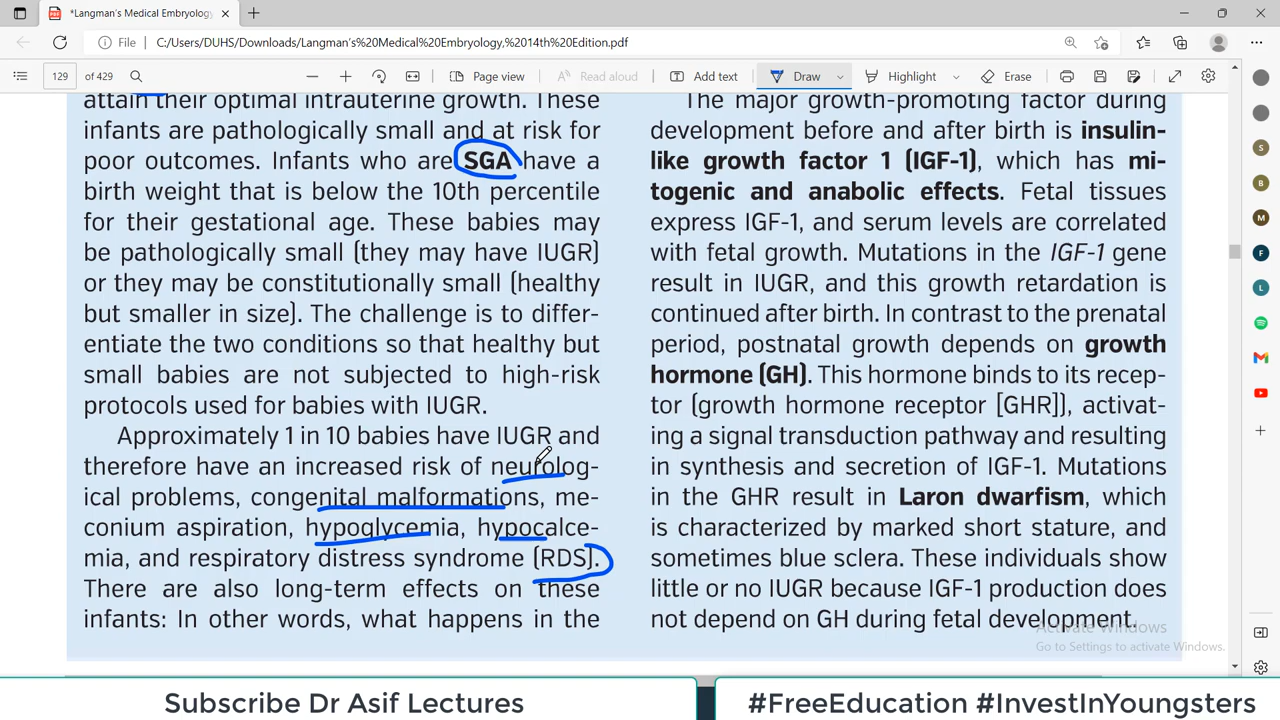 *Langman's Medical Embryology,
File
C:/Users/DUHS/Downloads/Langman's%20Medical%20Embryology,%2014th%20Edition.pdf
129 of 429
Page view
Read aloud
Add text
Draw
Highlight
Erase
attain their optimal intrauterine growth. These
infants are pathologically small and at risk for
poor outcomes. Infants who are SGA have a
birth weight that is below the 10th percentile
for their gestational age. These babies may
be pathologically small (they may have IUGR)
or they may be constitutionally small (healthy
but smaller in size). The challenge is to differ-
entiate the two conditions so that healthy but
small babies are not subjected to high-risk
protocols used for babies with IUGR.
Approximately 1 in 10 babies have IUGR and
therefore have an increased risk of neurolog-
ical problems, congenital malformations, me-
conium aspiration, hypoglycemia, hypocalce-
mia, and respiratory distress syndrome (RDS).
There are also long-term effects on these
infants: In other words, what happens in the
The major growth-promoting factor during
development before and after birth is insulin-
like growth factor 1 (IGF-1), which has mi-
togenic and anabolic effects. Fetal tissues
express IGF-1, and serum levels are correlated
with fetal growth. Mutations in the IGF-1 gene
result in IUGR, and this growth retardation is
continued after birth. In contrast to the prenatal
period, postnatal growth depends on growth
hormone (GH). This hormone binds to its recep-
tor (growth hormone receptor [GHR]), activat-
ing a signal transduction pathway and resulting
in synthesis and secretion of IGF-1. Mutations
in the GHR result in Laron dwarfism, which
is characterized by marked short stature, and
sometimes blue sclera. These individuals show
little or no IUGR because IGF-1 production does
not depend on GH during fetal development.
S
B
M
F
L
Activate Windows
Go to Settings to activate Windows.
Subscribe Dr Asif Lectures
#FreeEducation #InvestInYoungsters